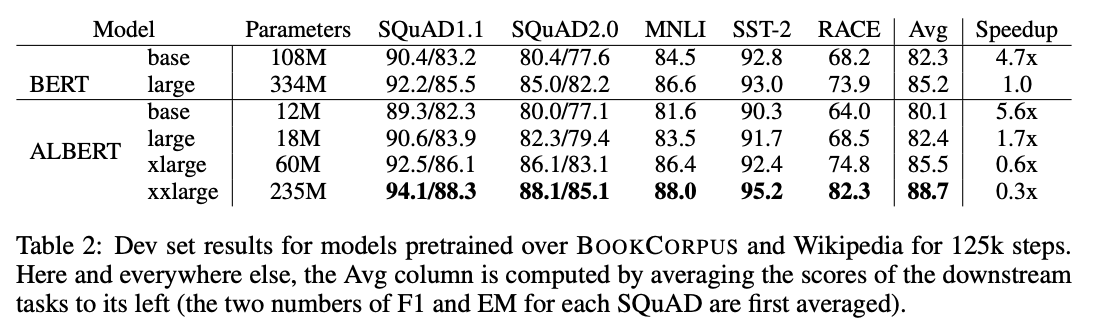 Model Parameters SQuAD1.1 SQuAD2.0 MNLI SST-2 RACE Avg Speedup
base 108M 90.4/83.2 80.4/77.6 84.5 92.8 68.2 82.3 4.7x
BERT large 334M 92.2/85.5 85.0/82.2 86.6 93.0 73.9 85.2 1.0
base 12M 89.3/82.3 80.0/77.1 81.6 90.3 64.0 80.1 5.6x
ALBERT large 18M 90.6/83.9 82.3/79.4 83.5 91.7 68.5 82.4 1.7x
xlarge 60M 92.5/86.1 86.1/83.1 86.4 92.4 74.8 85.5 0.6x
xxlarge 235M 94.1/88.3 88.1/85.1 88.0 95.2 82.3 88.7 0.3x
Table 2: Dev set results for models pretrained over BOOKCORPUS and Wikipedia for 125k steps.
Here and everywhere else, the Avg column is computed by averaging the scores of the downstream
tasks to its left (the two numbers of F1 and EM for each SQuAD are first averaged).